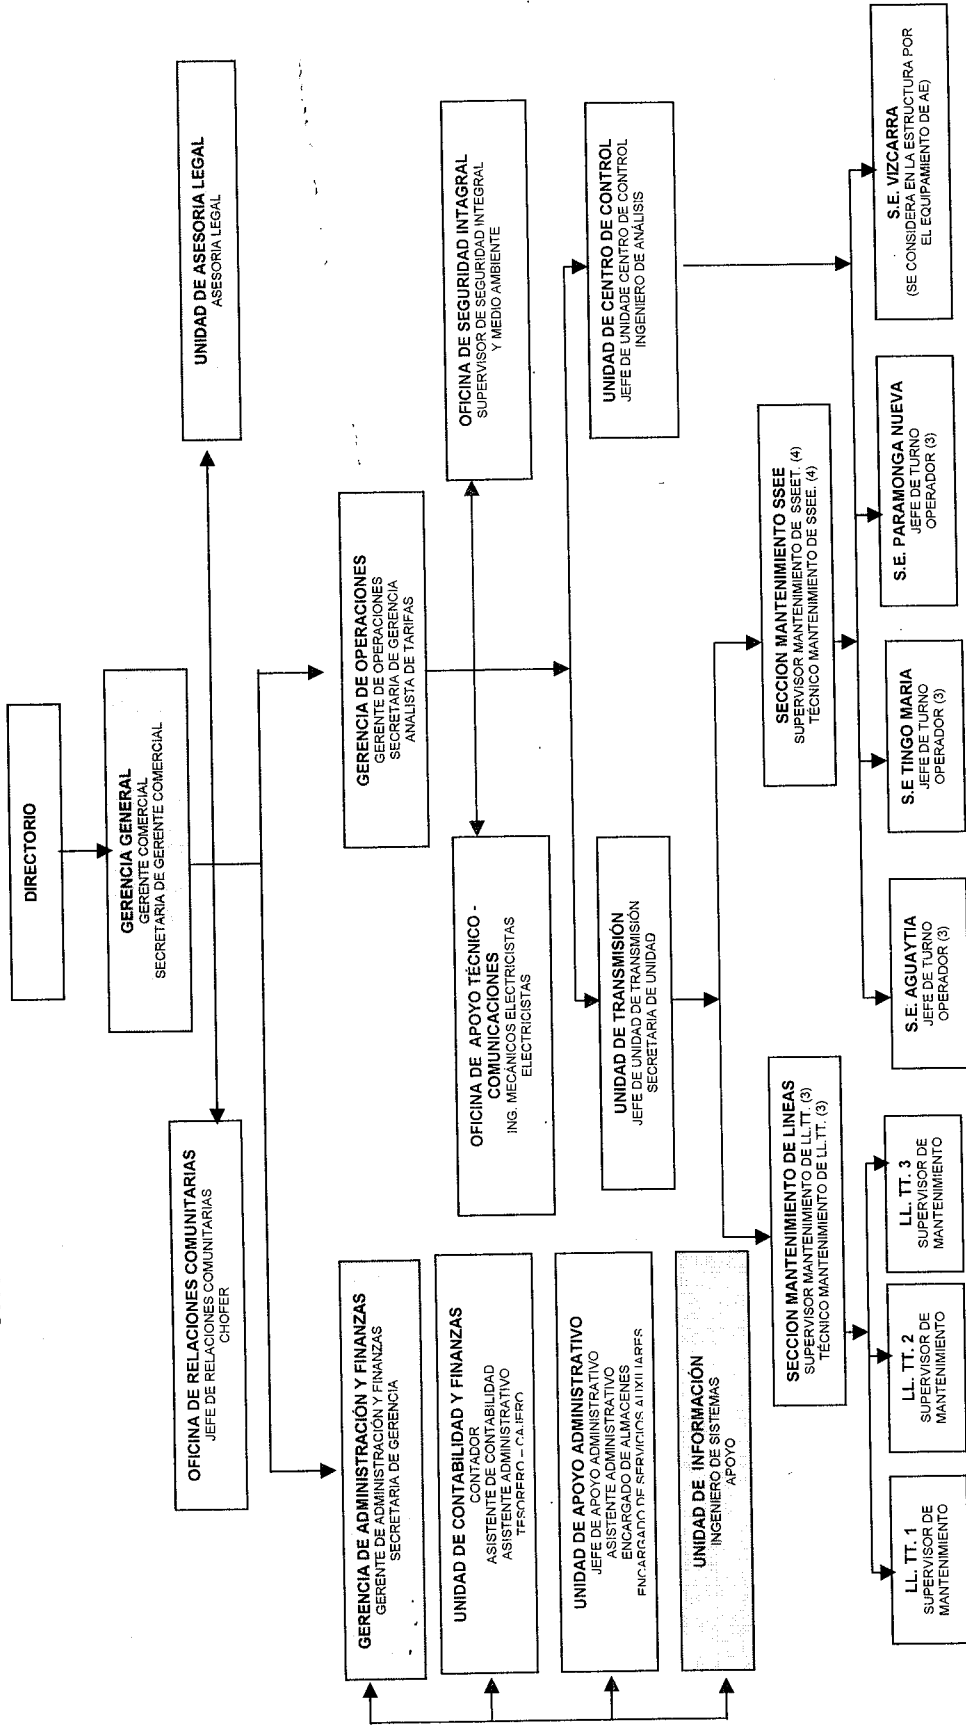 DIRECTORIO
GERENCIA GENERAL
GERENTE COMERCIAL
SECRETARIA DE GERENTE COMERCIAL
OFICINA DE RELACIONES COMUNITARIAS
JEFE DE RELACIONES COMUNITARIAS
CHOFER
UNIDAD DE ASESORIA LEGAL
ASESORIA LEGAL
GERENCIA DE ADMINISTRACIÓN Y FINANZAS
GERENTE DE ADMINISTRACIÓN Y FINANZAS
SECRETARIA DE GERENCIA
GERENCIA DE OPERACIONES
GERENTE DE OPERACIONES
SECRETARIA DE GERENCIA
ANALISTA DE TARIFAS
UNIDAD DE CONTABILIDAD Y FINANZAS
CONTADOR
ASISTENTE DE CONTABILIDAD
ASISTENTE ADMINISTRATIVO
TESORERO - CAJERO
OFICINA DE APOYO TÉCNICO -
COMUNICACIONES
ING. MECÁNICOS ELECTRICISTAS
ELECTRICISTAS
OFICINA DE SEGURIDAD INTAGRAL
SUPERVISOR DE SEGURIDAD INTEGRAL
Y MEDIO AMBIENTE
UNIDAD DE APOYO ADMINISTRATIVO
JEFE DE APOYO ADMINISTRATIVO
ASISTENTE ADMINISTRATIVO
ENCARGADO DE ALMACENES
ENCARGADO DE SERVICIOS AUXILIARES
UNIDAD DE TRANSMISIÓN
JEFE DE UNIDAD DE TRANSMISIÓN
SECRETARIA DE UNIDAD
UNIDAD DE CENTRO DE CONTROL
JEFE DE UNIDADE CENTRO DE CONTROL
INGENIERO DE ANÁLISIS
UNIDAD DE INFORMACIÓN
INGENIERO DE SISTEMAS
APOYO
SECCION MANTENIMIENTO DE LINEAS
SUPERVISOR MANTENIMIENTO DE LL.TT. (3)
TÉCNICO MANTENIMIENTO DE LL.TT. (3)
SECCION MANTENIMIENTO SSEE
SUPERVISOR MANTENIMIENTO DE SSEET. (4)
TÉCNICO MANTENIMIENTO DE SSEE. (4)
LL. TT. 1
SUPERVISOR DE
MANTENIMIENTO
LL. TT. 2
SUPERVISOR DE
MANTENIMIENTO
LL. TT. 3
SUPERVISOR DE
MANTENIMIENTO
S.E. AGUAYTIA
JEFE DE TURNO
OPERADOR (3)
S.E TINGO MARIA
JEFE DE TURNO
OPERADOR (3)
S.E. PARAMONGA NUEVA
JEFE DE TURNO
OPERADOR (3)
S.E. VIZCARRA
(SE CONSIDERA EN LA ESTRUCTURA POR
EL EQUIPAMIENTO DE AE)